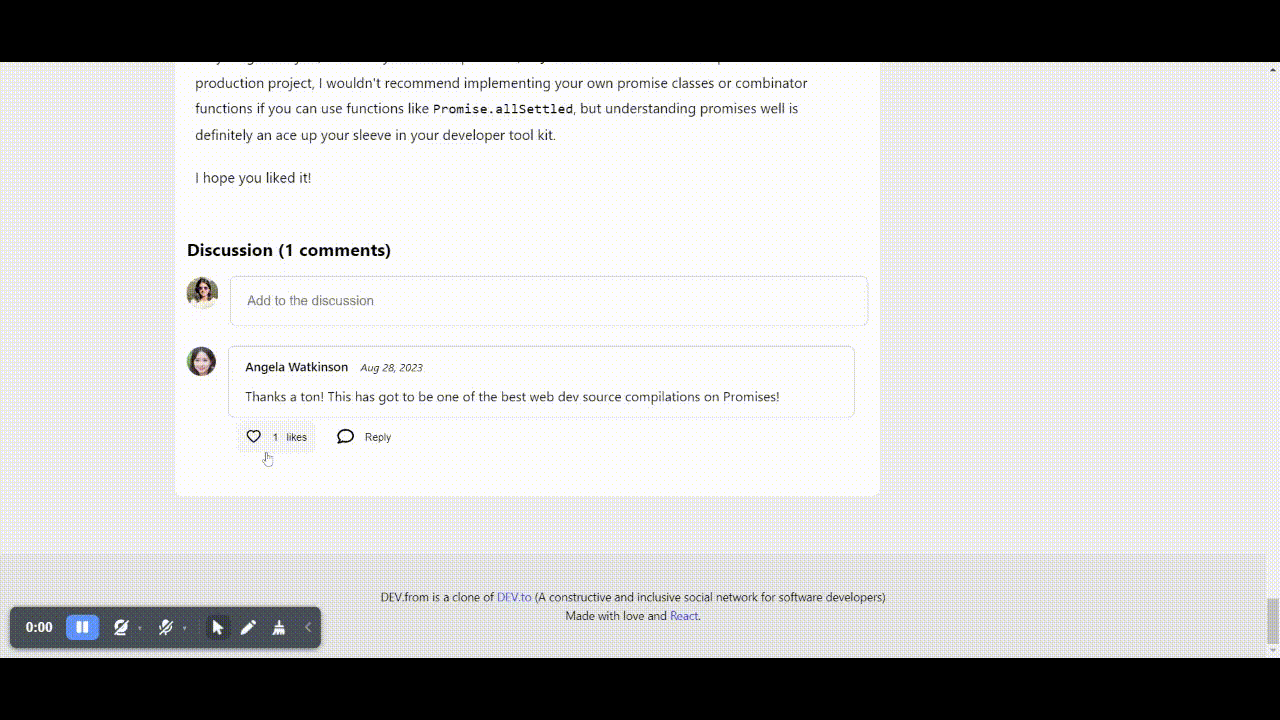 production project, I wouldn't recommend implementing your own promise classes or combinator
functions if you can use functions like Promise.allSettled, but understanding promises well is
definitely an ace up your sleeve in your developer tool kit.
I hope you liked it!
Discussion (1 comments)
Add to the discussion
Angela Watkinson Aug 28, 2023
Thanks a ton! This has got to be one of the best web dev source compilations on Promises!
1 likes Reply
DEV.from is a clone of DEV.to (A constructive and inclusive social network for software developers)
Made with love and React.
0:00